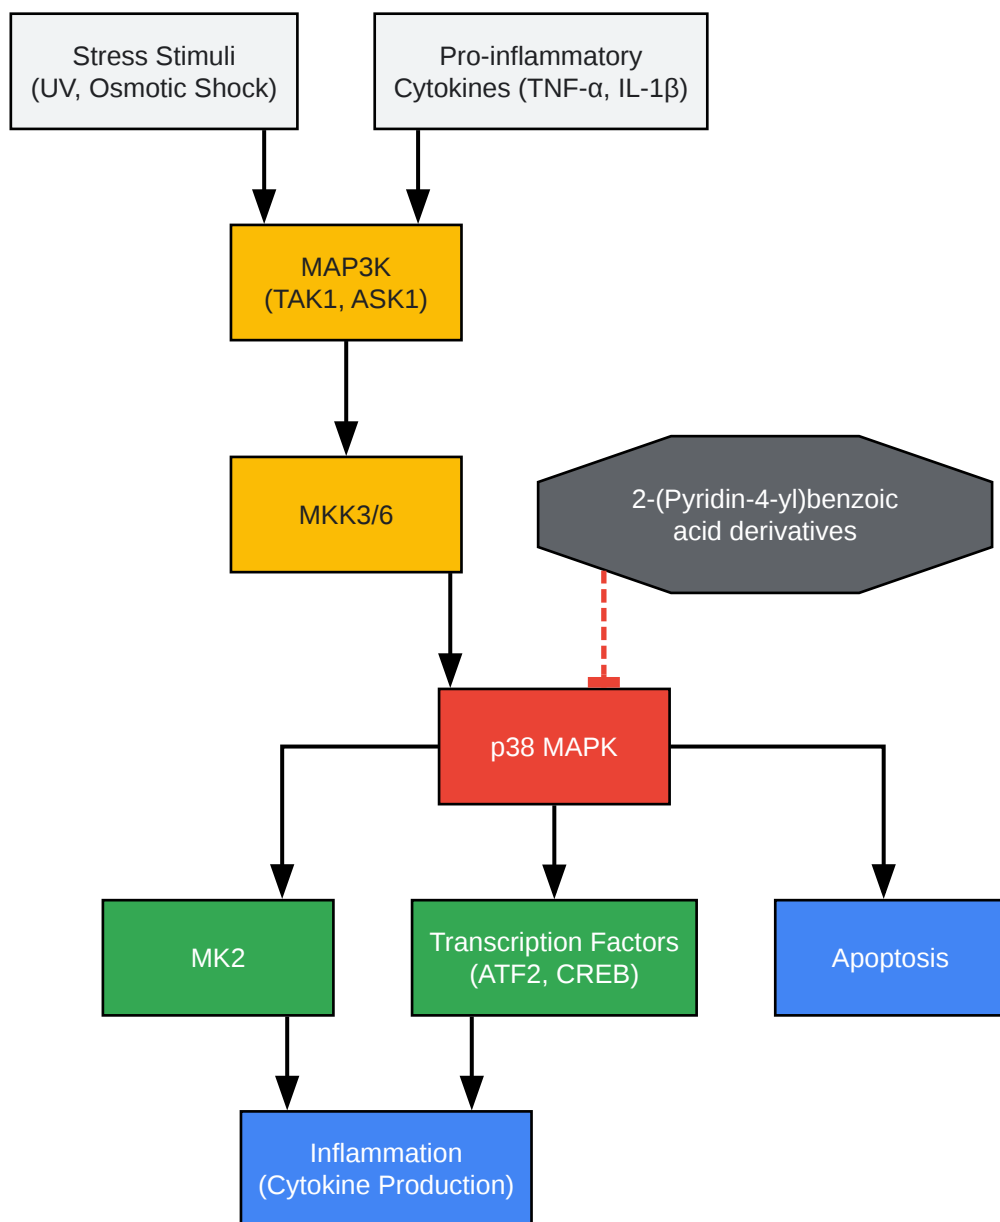 Stress Stimuli
(UV, Osmotic Shock)
Pro-inflammatory
Cytokines (TNF-α, IL-1β)
MAP3K
(TAK1, ASK1)
MKK3/6
2-(Pyridin-4-yl)benzoic
acid derivatives
p38 MAPK
MK2
Transcription Factors
(ATF2, CREB)
Apoptosis
Inflammation
(Cytokine Production)